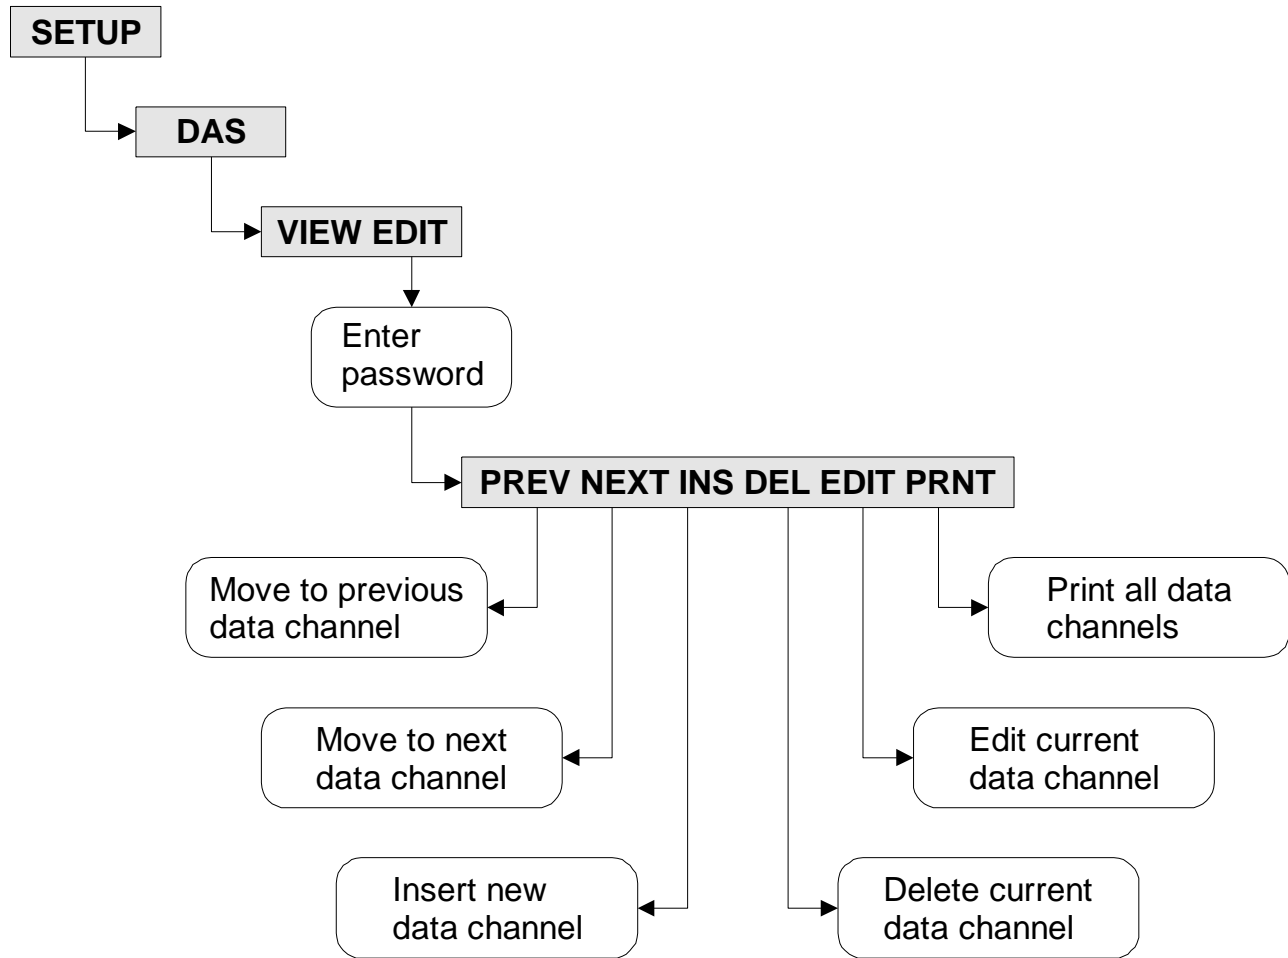 SETUP
DAS
VIEW EDIT
Enter
password
PREV NEXT INS DEL EDIT PRNT
Move to previous
data channel
Print all data
channels
Move to next
data channel
Edit current
data channel
Insert new
data channel
Delete current
data channel